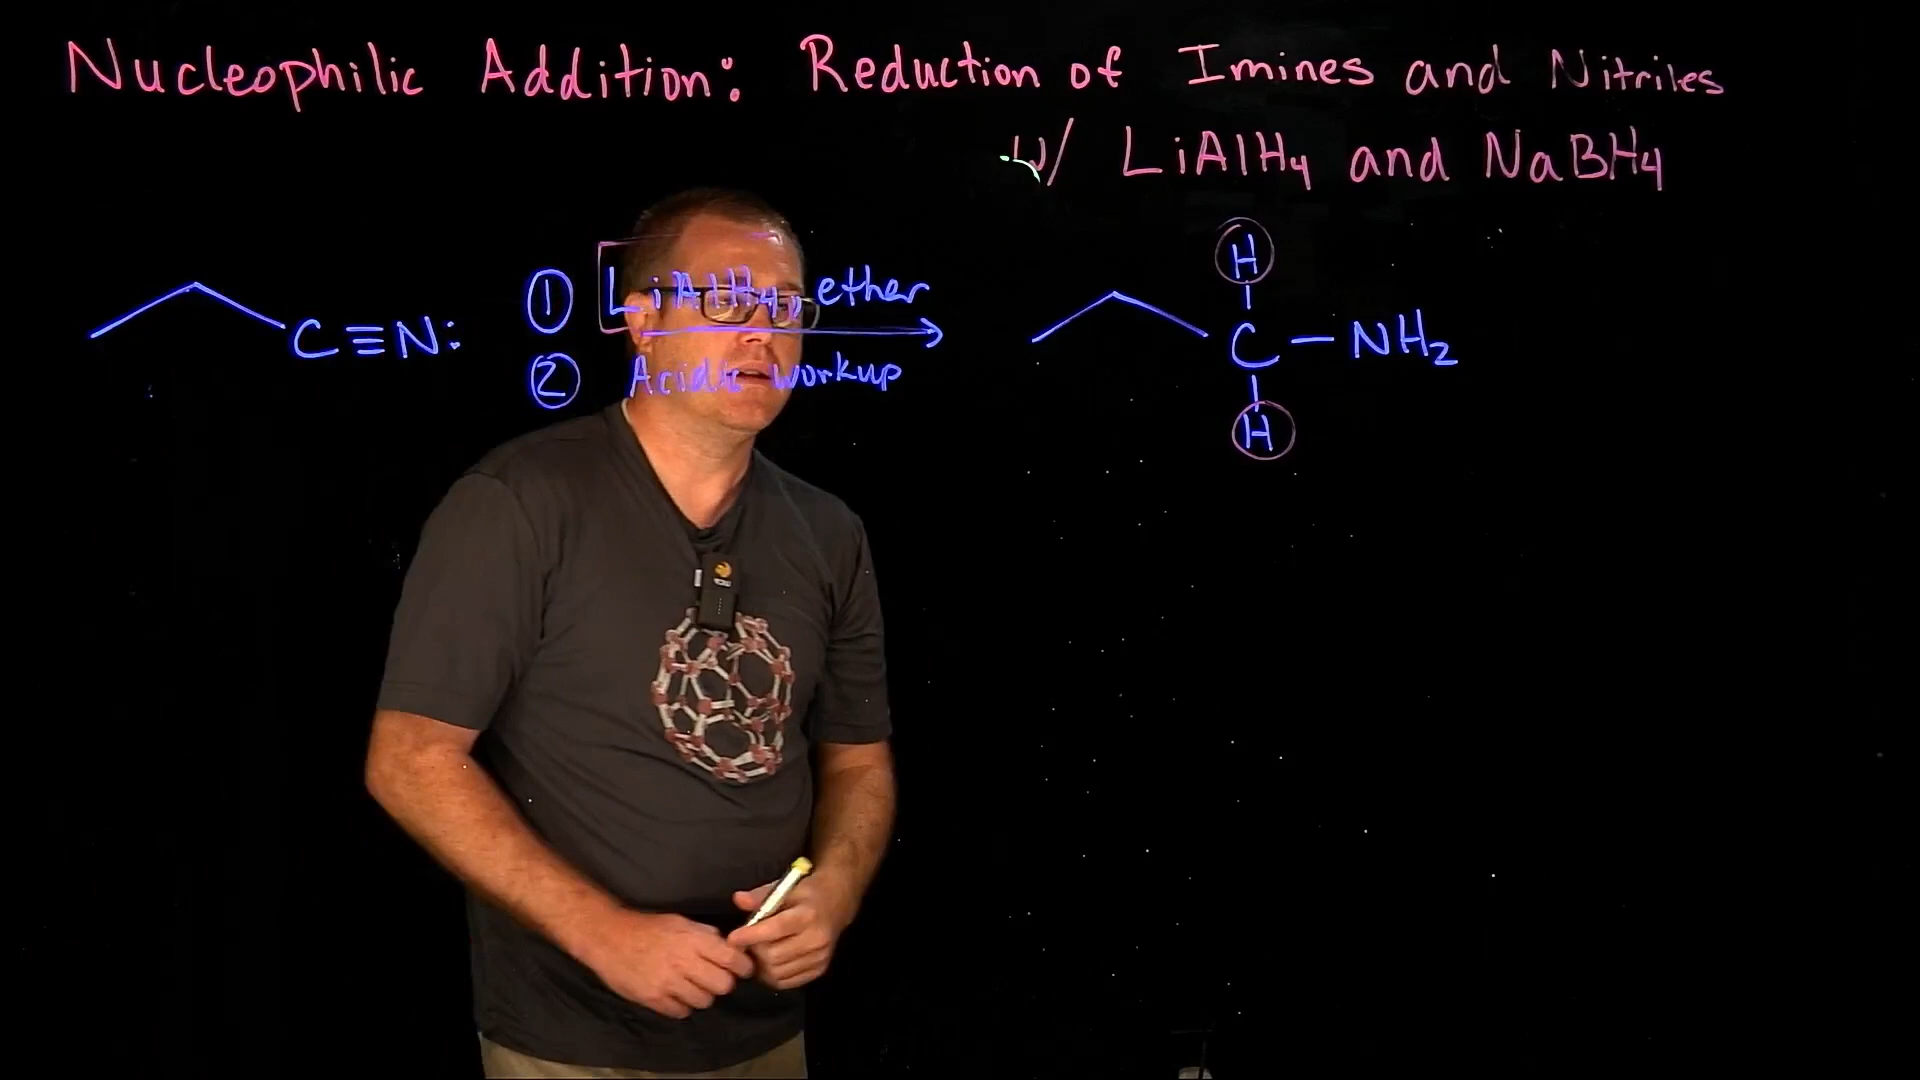 Nucleophilic Addition: Reduction of Imines and Nitriles
w/ LiAlH4 and NaBH4
① LiAlH4, ether
② Acidic workup
C≡N:
H
C—NH2
H